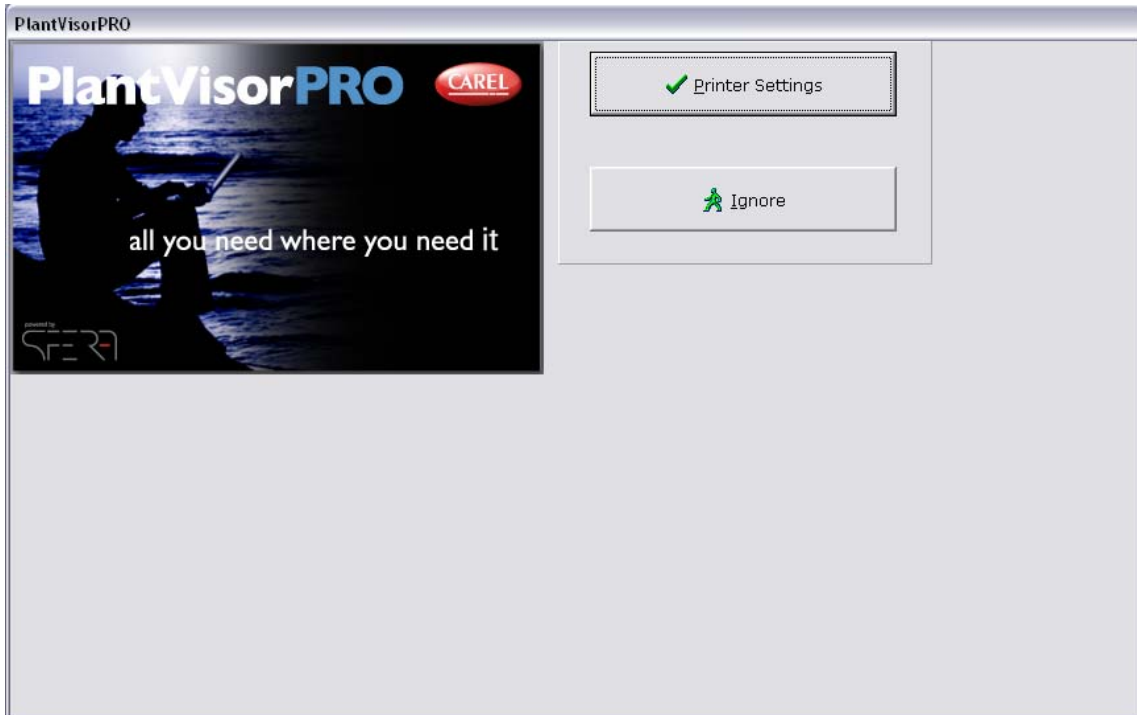 PlantVisorPRO
PlantVisorPRO CAREL
all you need where you need it
powered by
SFERA
Printer Settings
Ignore